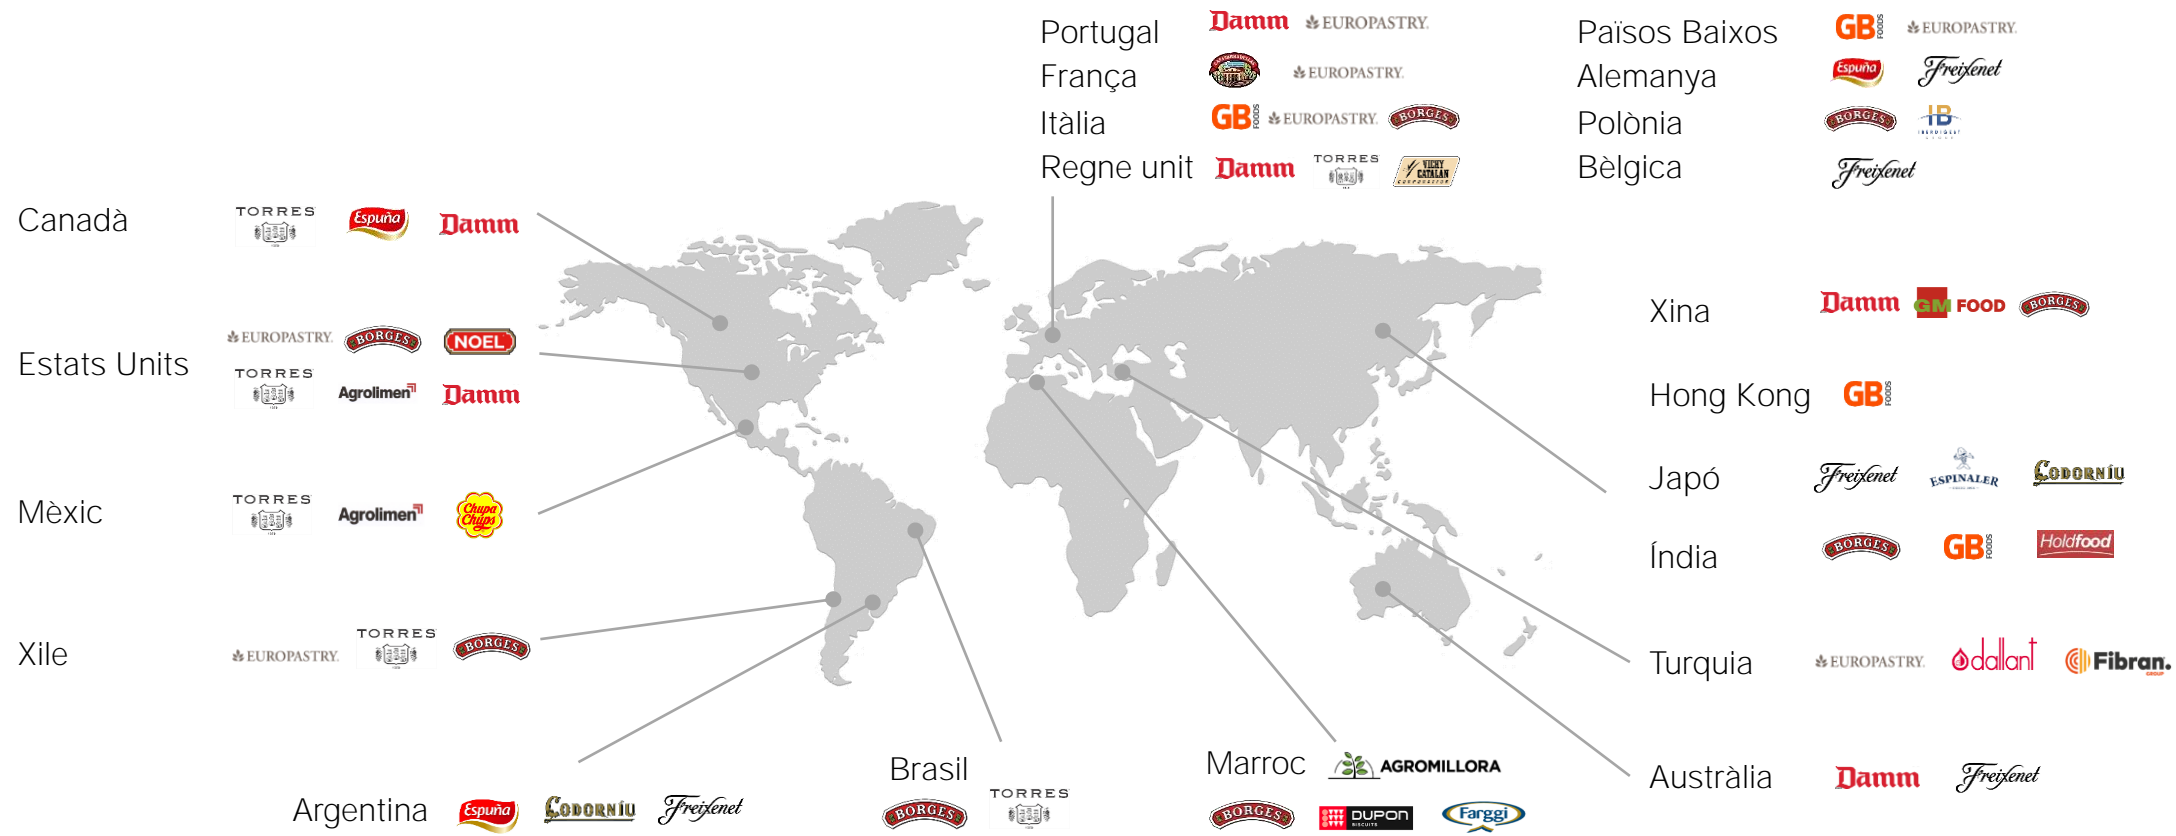 Portugal Damm EUROPASTRY.
França EUROPASTRY.
Itàlia GB FOODS EUROPASTRY. BORGES
Regne unit Damm TORRES VICHY CATALAN CORPORATION
Països Baixos GB FOODS EUROPASTRY.
Alemanya Espuña Freixenet
Polònia BORGES IB IBERDIGEST
Bèlgica Freixenet
Canadà TORRES Espuña Damm
Estats Units EUROPASTRY. BORGES NOEL
TORRES Agrolimen Damm
Mèxic TORRES Agrolimen Chupa Chups
Xile EUROPASTRY. TORRES BORGES
Argentina Espuña CODORNÍU Freixenet
Brasil
BORGES TORRES
Marroc AGROMILLORA
BORGES DUPON BISCUITS Farggi
Xina Damm GM FOOD BORGES
Hong Kong GB FOODS
Japó Freixenet ESPINALER CODORNÍU
Índia BORGES GB FOODS Holdfood
Turquia EUROPASTRY. dallant Fibran. GROUP
Austràlia Damm Freixenet